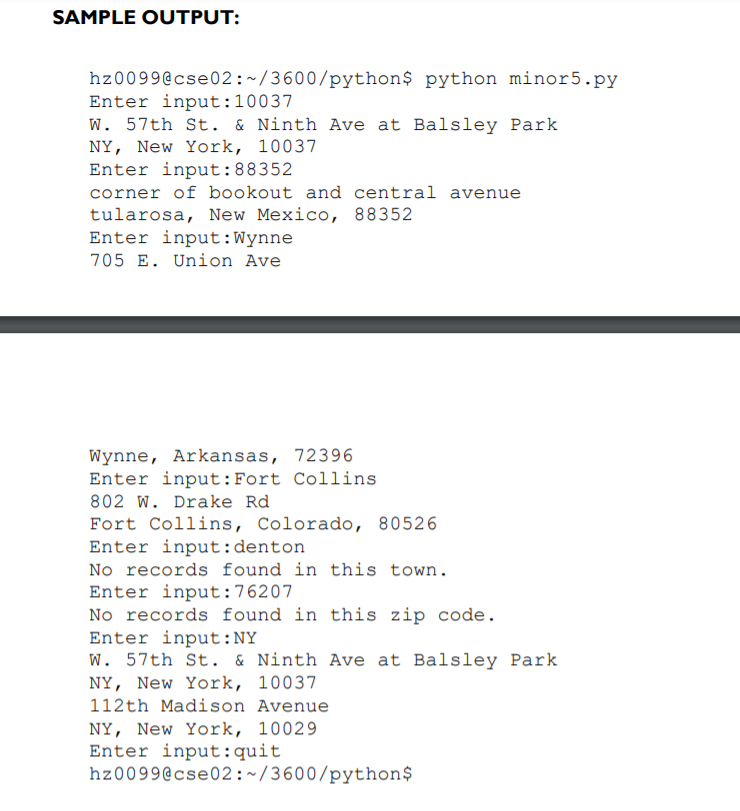 SAMPLE OUTPUT:
hz0099@cse02:~/3600/python$ python minor5.py
Enter input:10037
W. 57th St. & Ninth Ave at Balsley Park
NY, New York, 10037
Enter input:88352
corner of bookout and central avenue
tularosa, New Mexico, 88352
Enter input:Wynne
705 E. Union Ave
Wynne, Arkansas, 72396
Enter input:Fort Collins
802 W. Drake Rd
Fort Collins, Colorado, 80526
Enter input:denton
No records found in this town.
Enter input:76207
No records found in this zip code.
Enter input:NY
W. 57th St. & Ninth Ave at Balsley Park
NY, New York, 10037
112th Madison Avenue
NY, New York, 10029
Enter input:quit
hz0099@cse02:~/3600/python$